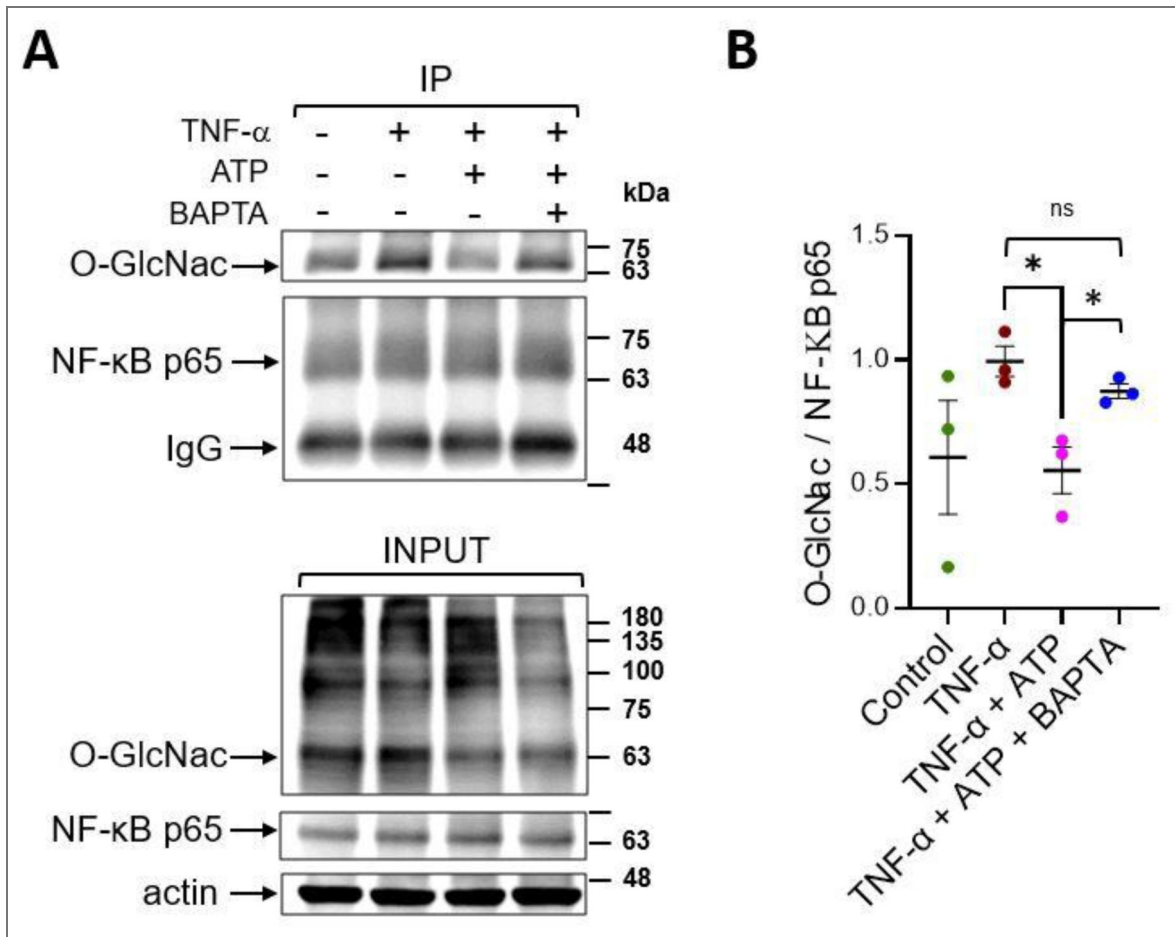 A
IP
TNF-α - + + +
ATP - - + +
BAPTA - - - +
kDa
O-GlcNac
75
63
NF-κB p65
75
63
IgG
48
INPUT
180
135
100
75
O-GlcNac
63
NF-κB p65
63
actin
48
B
ns
*
*
O-GlcNac / NF-KB p65
1.5
1.0
0.5
0.0
Control
TNF-α
TNF-α + ATP
TNF-α + ATP + BAPTA